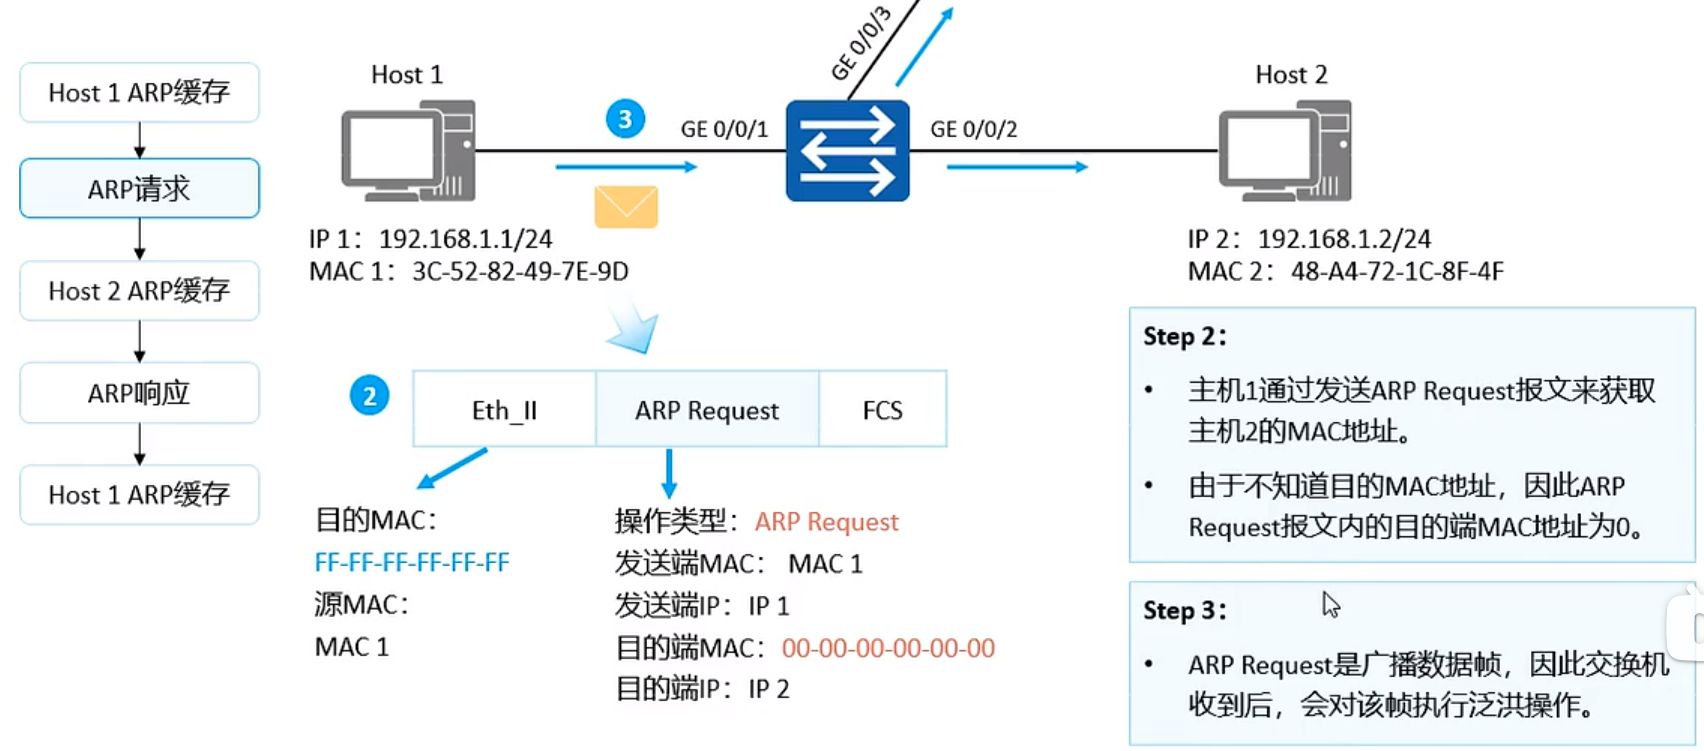 Host 1 ARP缓存
ARP请求
Host 2 ARP缓存
ARP响应
Host 1 ARP缓存
Host 1
3
GE 0/0/1
GE 0/0/3
GE 0/0/2
Host 2
IP 1：192.168.1.1/24
MAC 1：3C-52-82-49-7E-9D
IP 2：192.168.1.2/24
MAC 2：48-A4-72-1C-8F-4F
2
Eth_II
ARP Request
FCS
目的MAC：
FF-FF-FF-FF-FF-FF
源MAC：
MAC 1
操作类型：ARP Request
发送端MAC： MAC 1
发送端IP：IP 1
目的端MAC：00-00-00-00-00-00
目的端IP：IP 2
Step 2：
• 主机1通过发送ARP Request报文来获取
主机2的MAC地址。
• 由于不知道目的MAC地址，因此ARP
Request报文内的目的端MAC地址为0。
Step 3：
• ARP Request是广播数据帧，因此交换机
收到后，会对该帧执行泛洪操作。